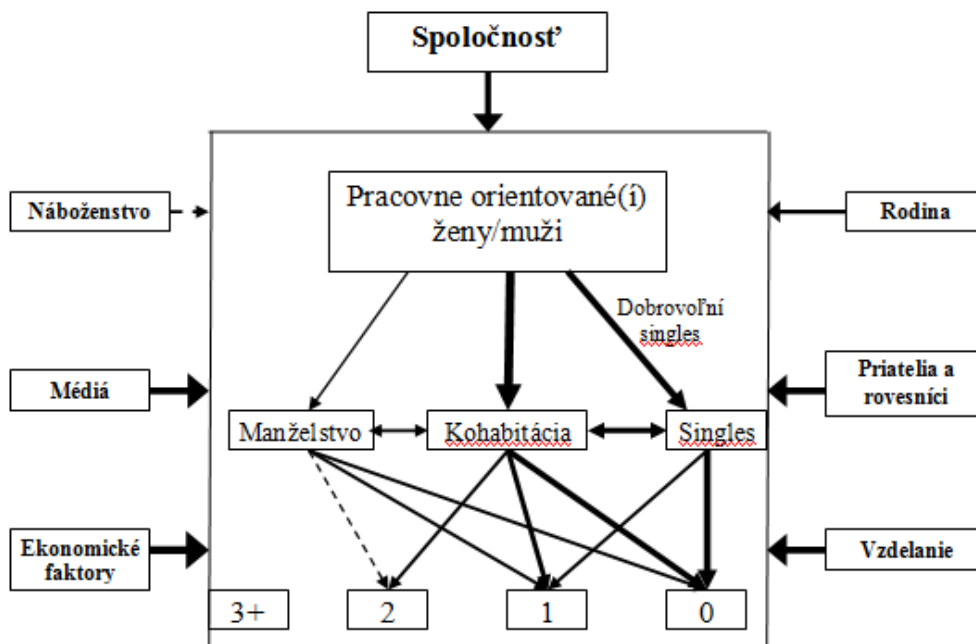 Spoločnosť
Náboženstvo
Pracovne orientované(í)
ženy/muži
Rodina
Dobrovoľní
singles
Médiá
Priatelia a
rovesníci
Manželstvo
Kohabitácia
Singles
Ekonomické
faktory
Vzdelanie
3+
2
1
0